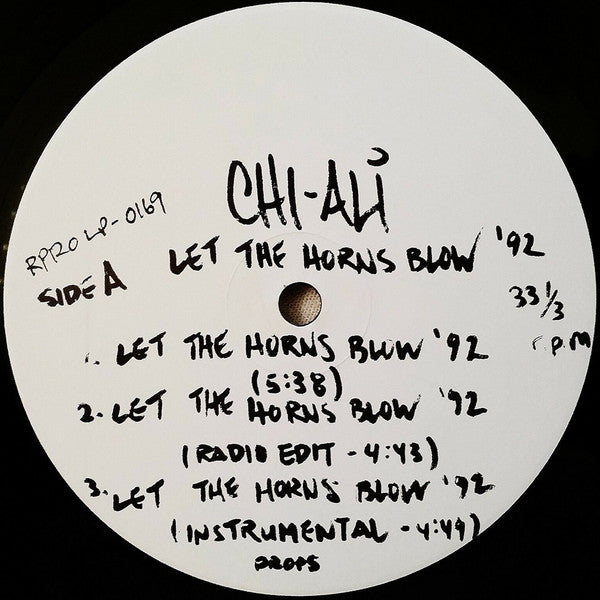 CHI-ALI
RPRO LP-0169
LET THE HORNS BLOW '92
SIDE A
33 1/3
r.p.m
1. LET THE HORNS BLOW '92
(5:38)
2. LET THE HORNS BLOW '92
(RADIO EDIT - 4:43)
3. LET THE HORNS BLOW '92
(INSTRUMENTAL - 4:49)
PROPS